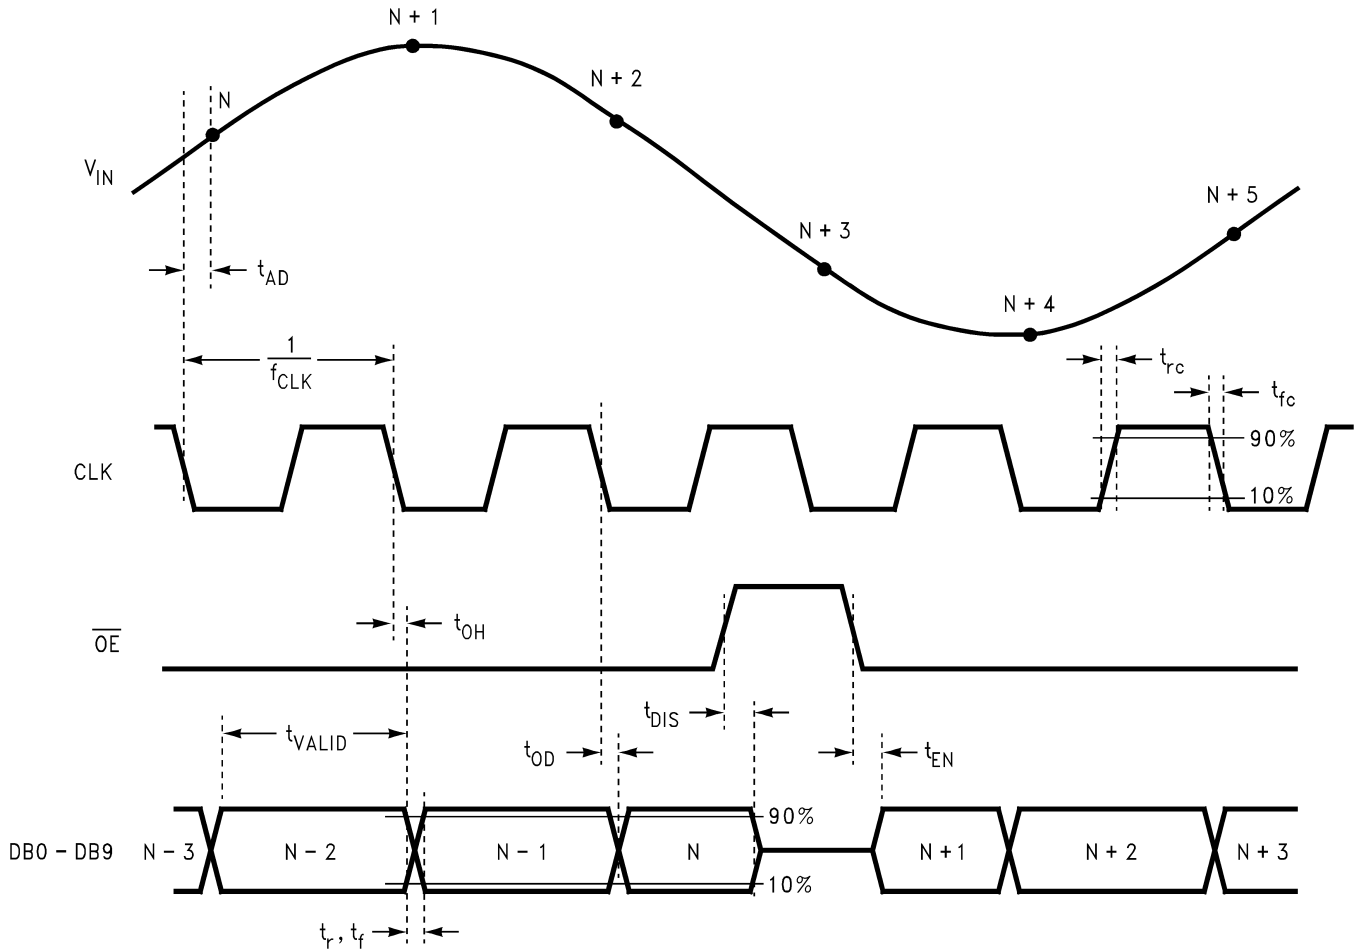 N + 1
N + 2
N
V_IN
N + 5
N + 3
t_AD
N + 4
1
f_CLK
t_rc
t_fc
90%
CLK
10%
t_OH
OE
t_DIS
t_VALID
t_OD
t_EN
90%
DB0 - DB9 N - 3 N - 2 N - 1 N N + 1 N + 2 N + 3
10%
t_r , t_f